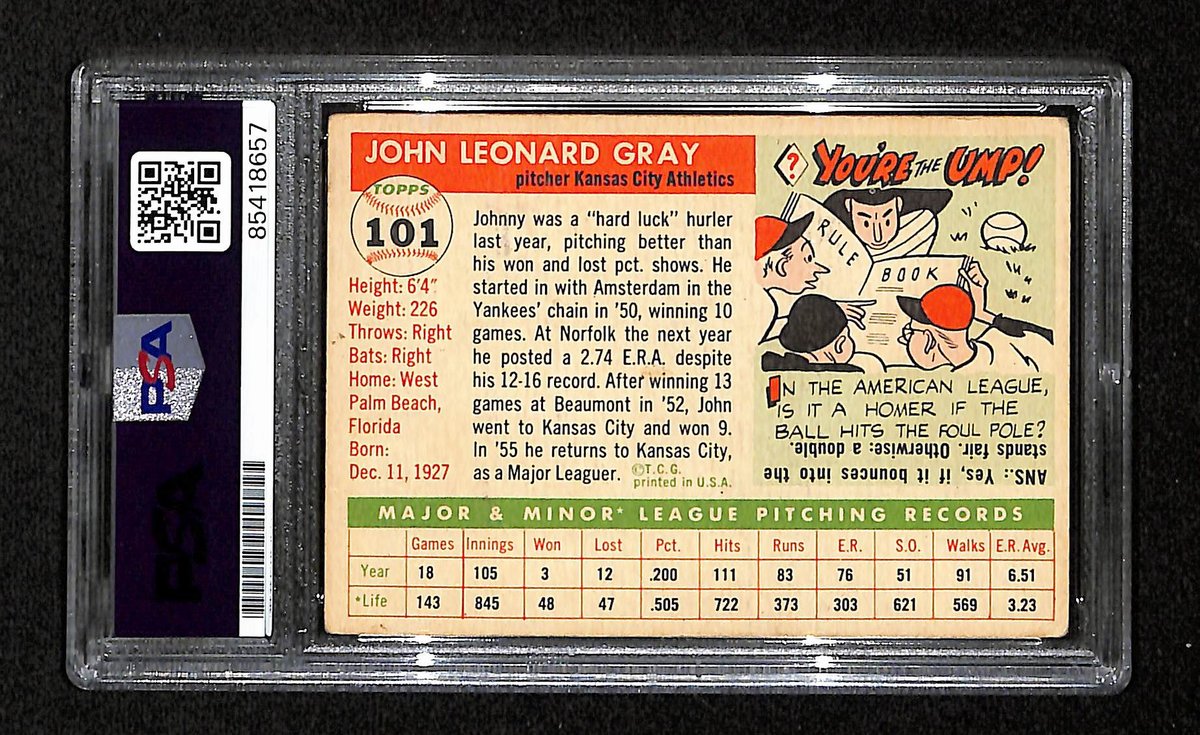 85418657
PSA
PSA
JOHN LEONARD GRAY
pitcher Kansas City Athletics
TOPPS
101
Height: 6'4"
Weight: 226
Throws: Right
Bats: Right
Home: West
Palm Beach,
Florida
Born:
Dec. 11, 1927
Johnny was a "hard luck" hurler
last year, pitching better than
his won and lost pct. shows. He
started in with Amsterdam in the
Yankees' chain in '50, winning 10
games. At Norfolk the next year
he posted a 2.74 E.R.A. despite
his 12-16 record. After winning 13
games at Beaumont in '52, John
went to Kansas City and won 9.
In '55 he returns to Kansas City,
as a Major Leaguer.
©T.C.G.
printed in U.S.A.
? YOU'RE THE UMP!
RULE
BOOK
IN THE AMERICAN LEAGUE,
IS IT A HOMER IF THE
BALL HITS THE FOUL POLE?
ANS.: Yes, if it bounces into the
stands fair. Otherwise: a double.
MAJOR & MINOR* LEAGUE PITCHING RECORDS
Games Innings Won Lost Pct. Hits Runs E.R. S.O. Walks E.R. Avg.
Year 18 105 3 12 .200 111 83 76 51 91 6.51
*Life 143 845 48 47 .505 722 373 303 621 569 3.23